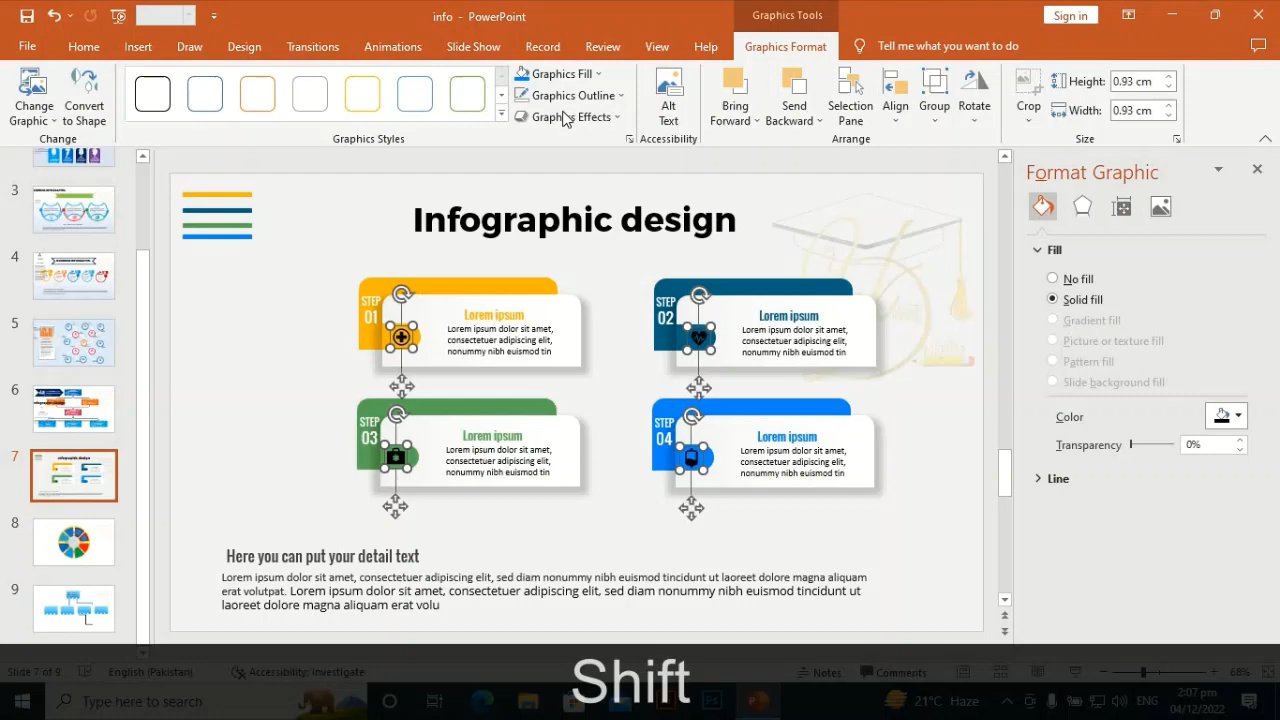 info - PowerPoint
Graphics Tools
Sign in
File
Home
Insert
Draw
Design
Transitions
Animations
Slide Show
Record
Review
View
Help
Graphics Format
Tell me what you want to do
Change
Graphic
Convert
to Shape
Graphics Fill
Graphics Outline
Graphics Effects
Alt
Text
Bring
Forward
Send
Backward
Selection
Pane
Align
Group
Rotate
Crop
Height: 0.93 cm
Width: 0.93 cm
Change
Graphics Styles
Accessibility
Arrange
Size
3
4
5
6
7
8
9
Infographic design
STEP
01
Lorem ipsum
Lorem ipsum dolor sit amet,
consectetuer adipiscing elit,
nonummy nibh euismod tin
STEP
02
Lorem ipsum
Lorem ipsum dolor sit amet,
consectetuer adipiscing elit,
nonummy nibh euismod tin
STEP
03
Lorem ipsum
Lorem ipsum dolor sit amet,
consectetuer adipiscing elit,
nonummy nibh euismod tin
STEP
04
Lorem ipsum
Lorem ipsum dolor sit amet,
consectetuer adipiscing elit,
nonummy nibh euismod tin
Here you can put your detail text
Lorem ipsum dolor sit amet, consectetuer adipiscing elit, sed diam nonummy nibh euismod tincidunt ut laoreet dolore magna aliquam
erat volutpat. Lorem ipsum dolor sit amet, consectetuer adipiscing elit, sed diam nonummy nibh euismod tincidunt ut
laoreet dolore magna aliquam erat volu
Format Graphic
Fill
No fill
Solid fill
Gradient fill
Picture or texture fill
Pattern fill
Slide background fill
Color
Transparency
0%
Line
Slide 7 of 9
English (Pakistan)
Accessibility: Investigate
Notes
Comments
68%
Shift
Type here to search
21°C Haze
ENG
2:07 pm
04/12/2022